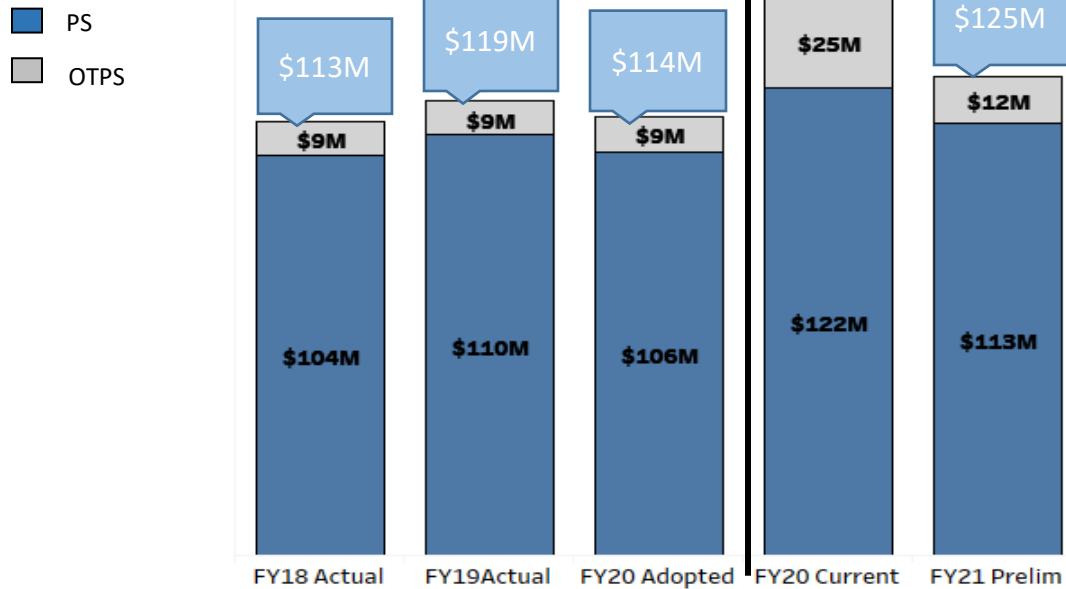 PS
OTPS
$113M
$119M
$114M
$125M
$9M
$9M
$9M
$25M
$12M
$104M
$110M
$106M
$122M
$113M
FY18 Actual
FY19Actual
FY20 Adopted
FY20 Current
FY21 Prelim